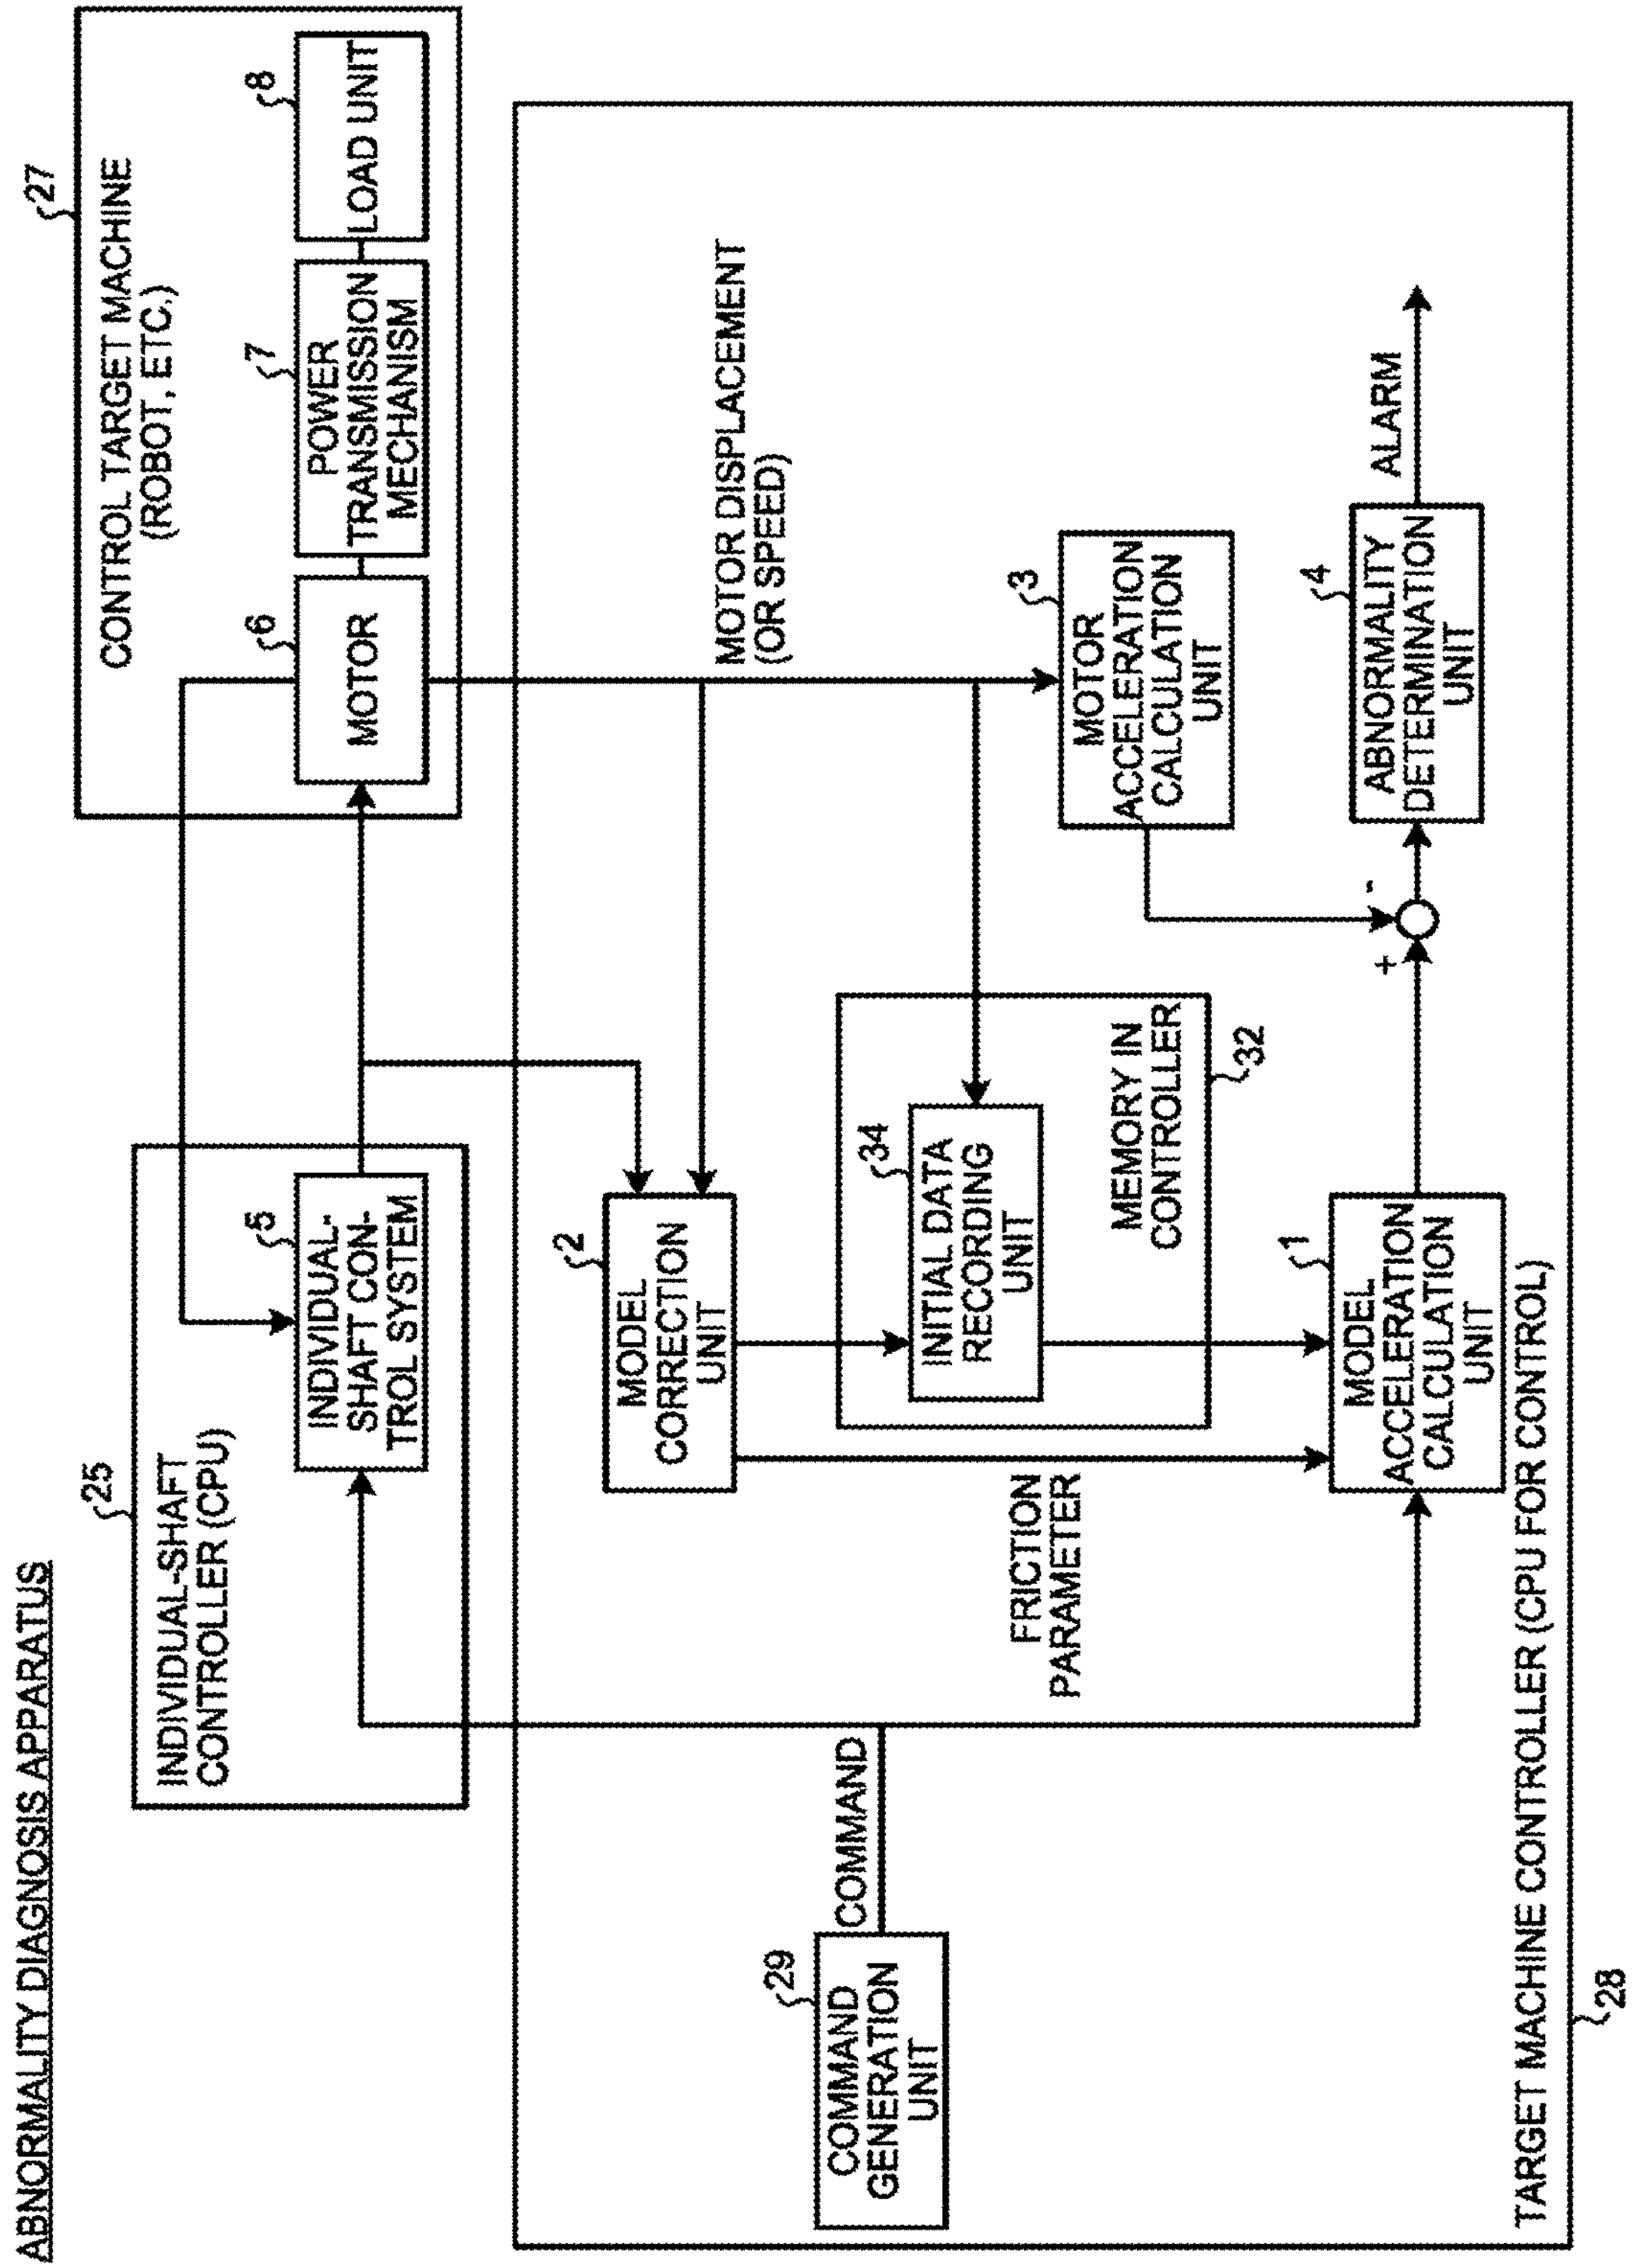 ABNORMALITY DIAGNOSIS APPARATUS
25
INDIVIDUAL-SHAFT
CONTROLLER (CPU)
5
INDIVIDUAL-
SHAFT CON-
TROL SYSTEM
27
CONTROL TARGET MACHINE
(ROBOT, ETC.)
6
MOTOR
7
POWER
TRANSMISSION
MECHANISM
8
LOAD UNIT
29
COMMAND
GENERATION
UNIT
COMMAND
2
MODEL
CORRECTION
UNIT
MOTOR DISPLACEMENT
(OR SPEED)
FRICTION
PARAMETER
34
INITIAL DATA
RECORDING
UNIT
MEMORY IN
CONTROLLER
32
3
MOTOR
ACCELERATION
CALCULATION
UNIT
1
MODEL
ACCELERATION
CALCULATION
UNIT
+
-
4
ABNORMALITY
DETERMINATION
UNIT
ALARM
TARGET MACHINE CONTROLLER (CPU FOR CONTROL)
28